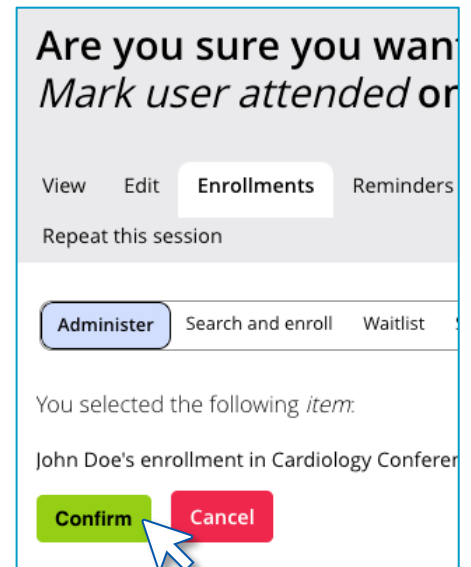 Are you sure you wan
Mark user attended or
View Edit Enrollments Reminders
Repeat this session
Administer Search and enroll Waitlist
You selected the following item:
John Doe's enrollment in Cardiology Conferen
Confirm Cancel